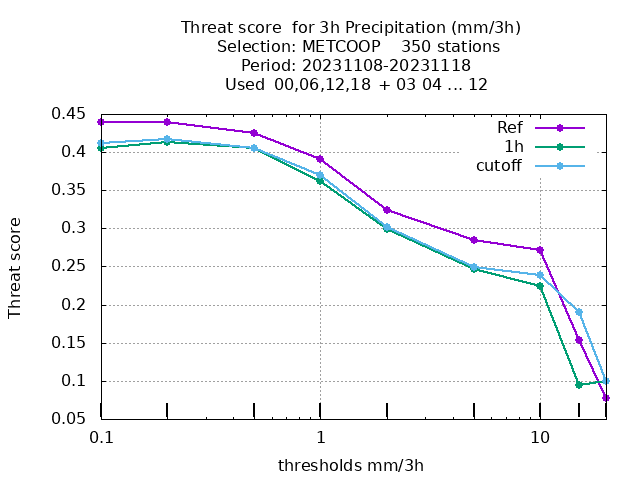 Threat score  for 3h Precipitation (mm/3h)
Selection: METCOOP    350 stations
Period: 20231108-20231118
Used  00,06,12,18  + 03 04 ... 12
Ref
1h
cutoff
0.45
0.4
0.35
0.3
0.25
0.2
0.15
0.1
0.05
Threat score
0.1 1 10
thresholds mm/3h